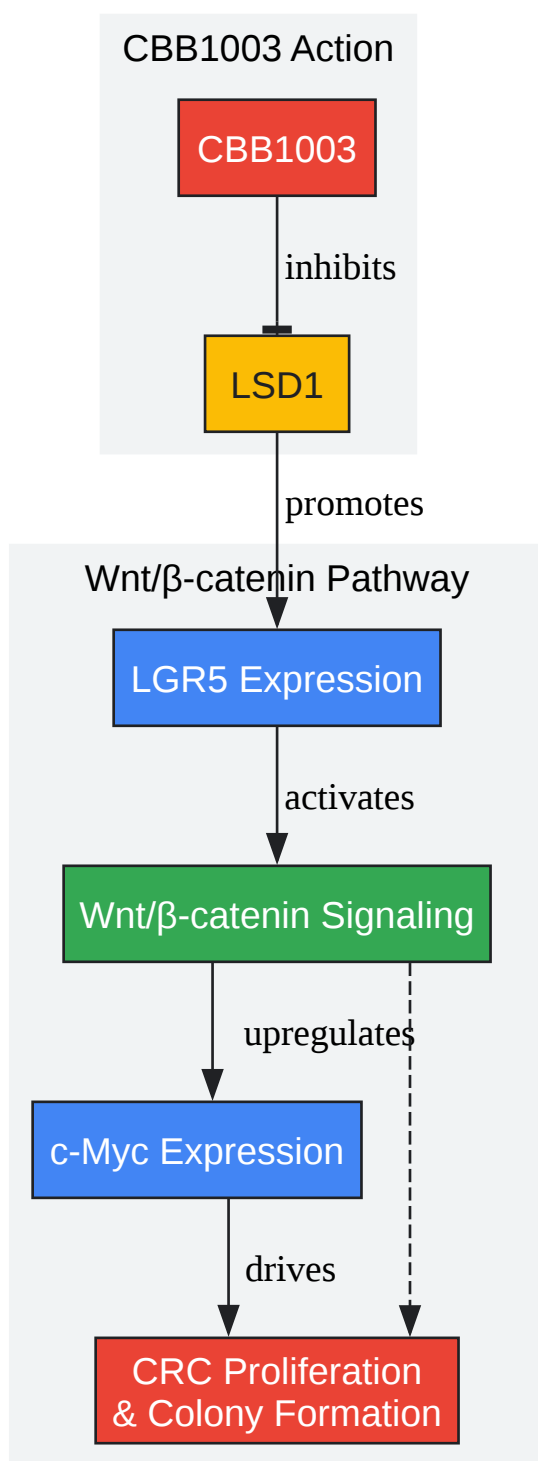 CBB1003 Action
CBB1003
inhibits
LSD1
promotes
Wnt/β-catenin Pathway
LGR5 Expression
activates
Wnt/β-catenin Signaling
upregulates
c-Myc Expression
drives
CRC Proliferation
& Colony Formation